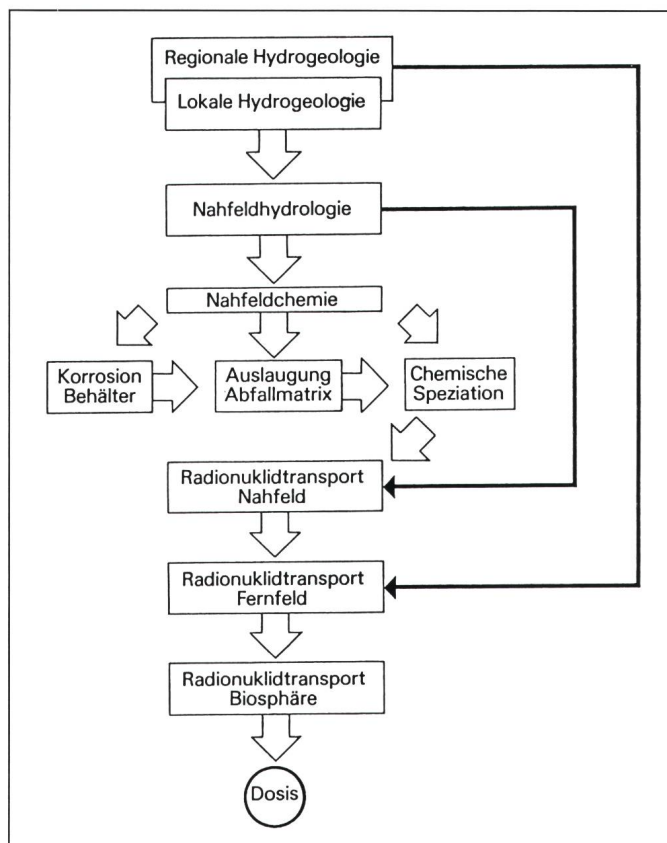 Regionale Hydrogeologie
Lokale Hydrogeologie
Nahfeldhydrologie
Nahfeldchemie
Korrosion
Behälter
Auslaugung
Abfallmatrix
Chemische
Speziation
Radionuklidtransport
Nahfeld
Radionuklidtransport
Fernfeld
Radionuklidtransport
Biosphäre
Dosis